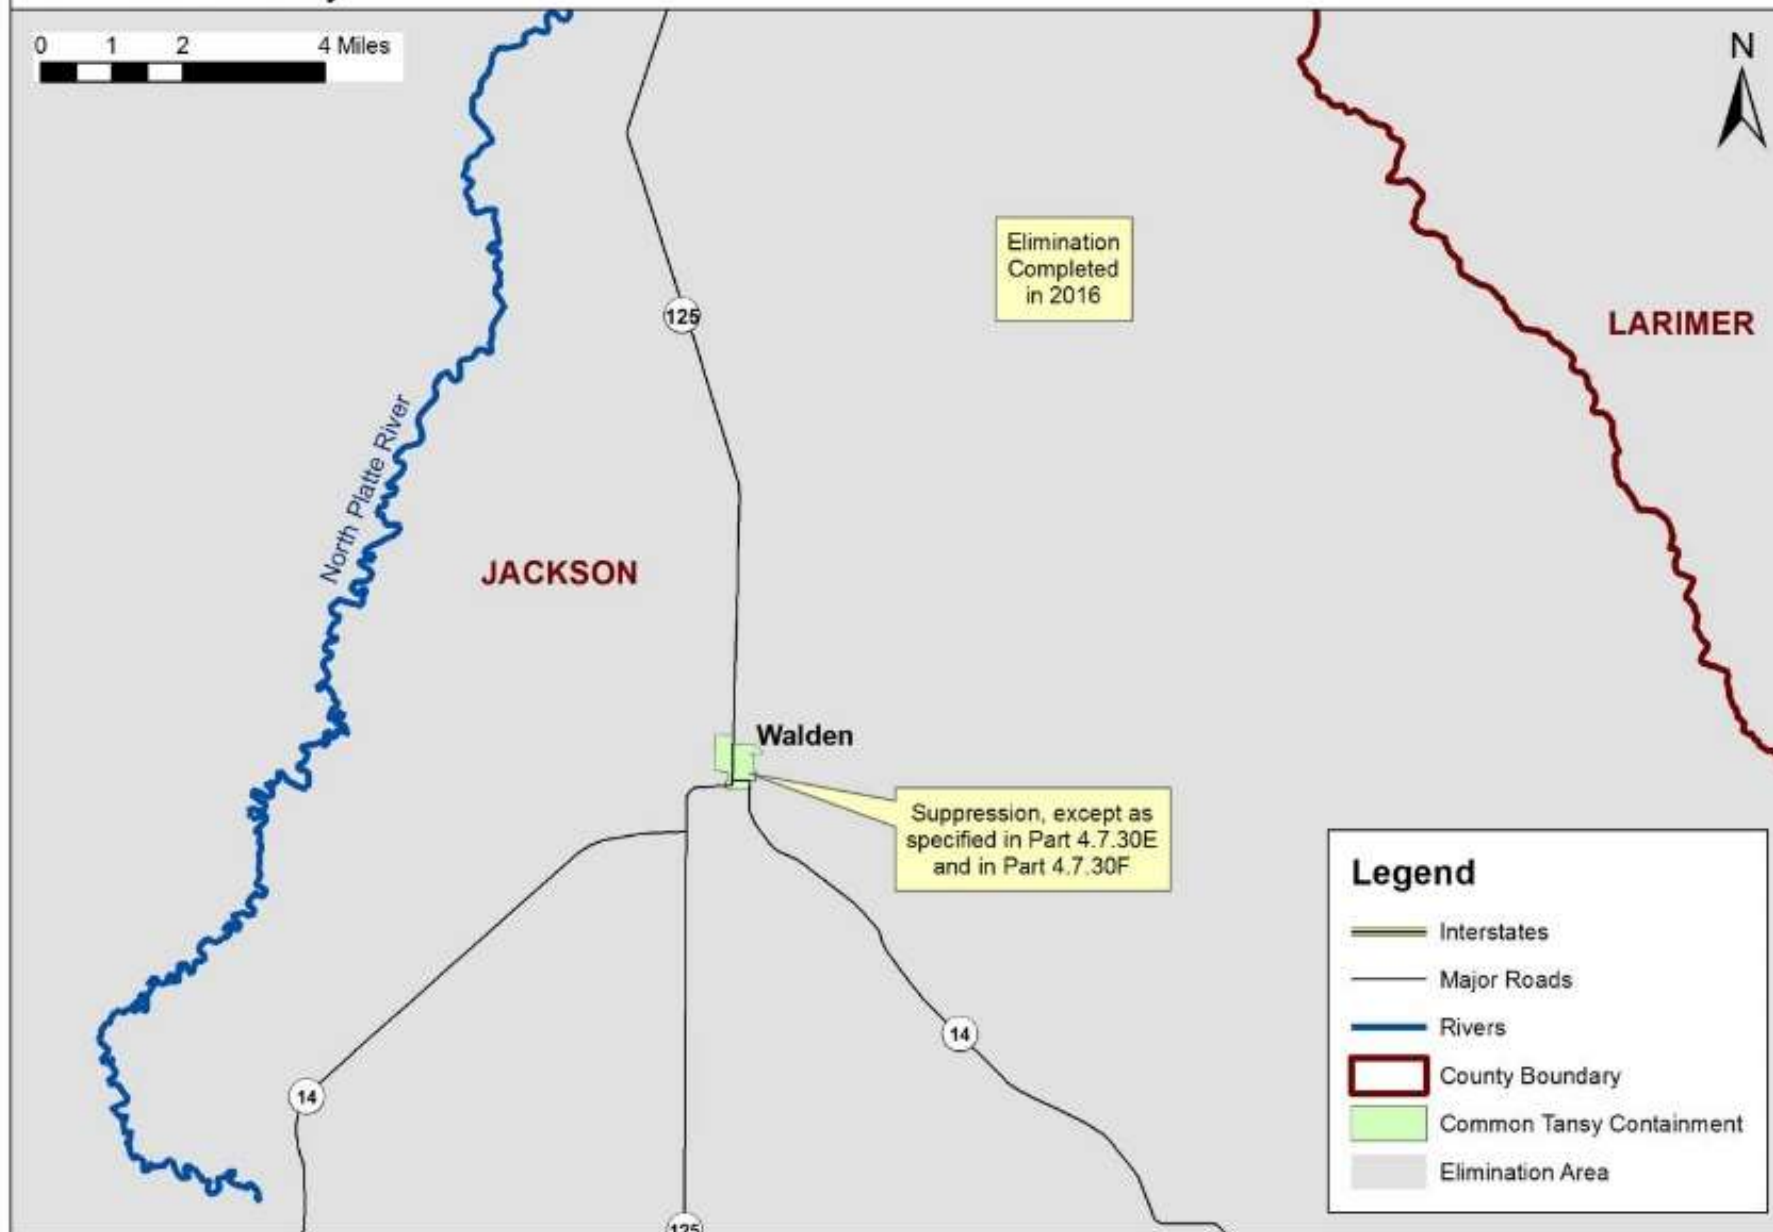 0 1 2 4 Miles
N
Elimination
Completed
in 2016
125
LARIMER
North Platte River
JACKSON
Walden
Suppression, except as
specified in Part 4.7.30E
and in Part 4.7.30F
14
14
125
Legend
Interstates
Major Roads
Rivers
County Boundary
Common Tansy Containment
Elimination Area